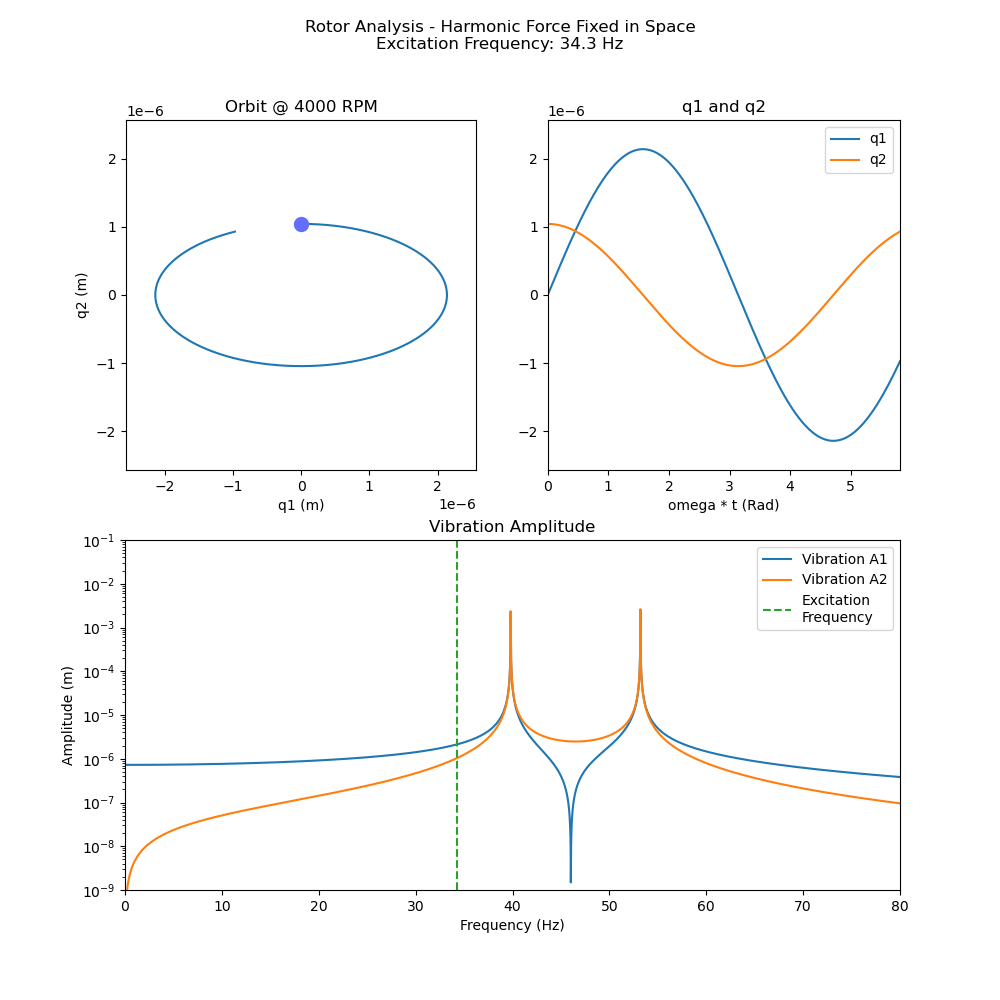 Rotor Analysis - Harmonic Force Fixed in Space
Excitation Frequency: 34.3 Hz
Orbit @ 4000 RPM
1e−6
2
1
0
−1
−2
q2 (m)
−2 −1 0 1 2
q1 (m)
1e−6
q1 and q2
1e−6
q1
q2
2
1
0
−1
−2
0 1 2 3 4 5
omega * t (Rad)
Vibration Amplitude
Vibration A1
Vibration A2
Excitation
Frequency
10⁻¹
10⁻²
10⁻³
10⁻⁴
10⁻⁵
10⁻⁶
10⁻⁷
10⁻⁸
10⁻⁹
Amplitude (m)
0 10 20 30 40 50 60 70 80
Frequency (Hz)